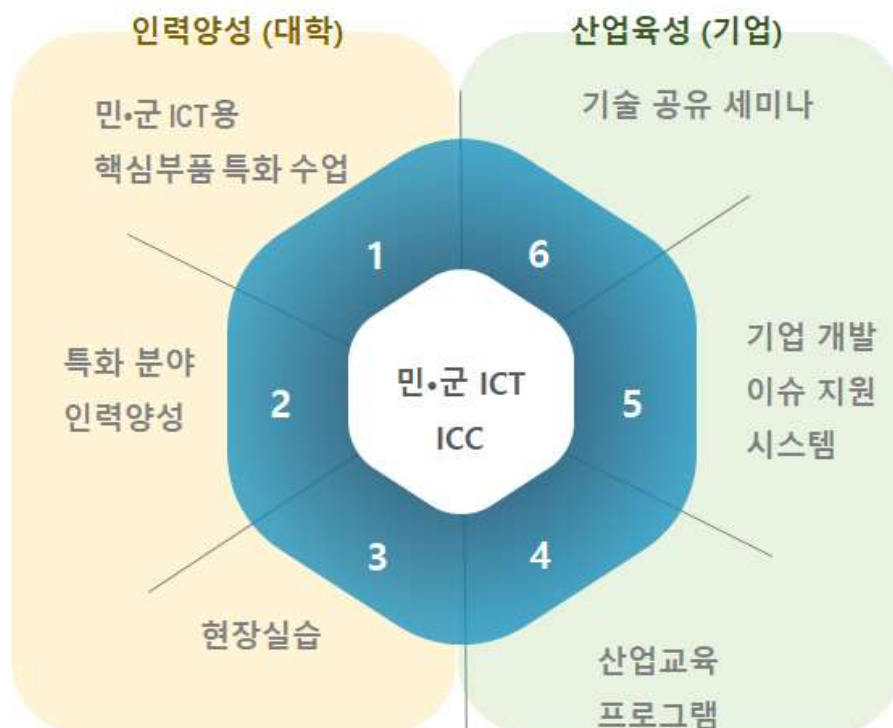 인력양성 (대학)
산업육성 (기업)
민•군 ICT용
핵심부품 특화 수업
기술 공유 세미나
1
6
특화 분야
인력양성
2
민•군 ICT
ICC
5
기업 개발
이슈 지원
시스템
3
4
현장실습
산업교육
프로그램